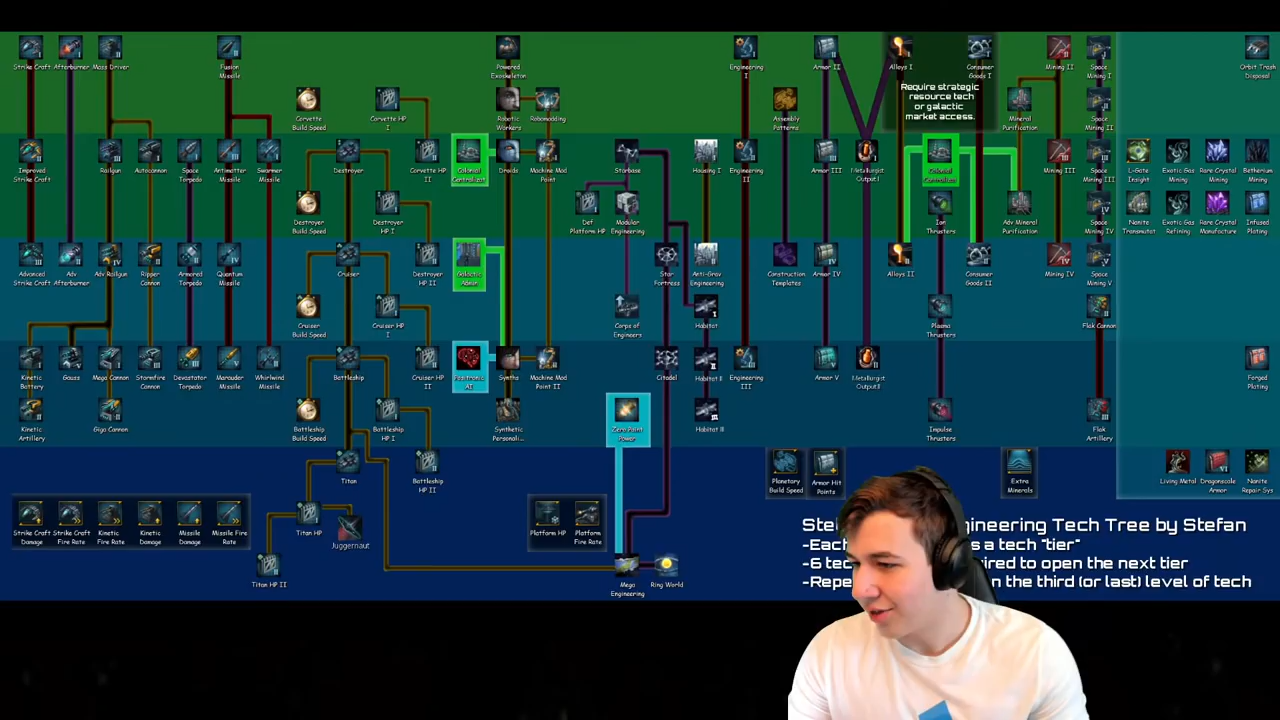 Strike Craft
Afterburner
Mass Driver
Fusion
Missile
Powered
Exoskeleton
Engineering
I
Armor II
Alloys I
Consumer
Goods I
Mining II
Space
Mining I
Orbit Trash
Disposal
Require strategic
resource tech
or galactic
market access.
Corvette
Build Speed
Corvette HP
I
Robotic
Workers
Robomodding
Assembly
Patterns
Mineral
Purification
Space
Mining II
Improved
Strike Craft
Railgun
Autocannon
Space
Torpedo
Antimatter
Missile
Swarmer
Missile
Destroyer
Corvette HP
II
Colonial
Centralizat
Droids
Machine Mod
Point
Starbase
Housing I
Engineering
II
Armor III
Metallurgist
Output I
Colonial
Centralizat
Mining III
Space
Mining III
L-Gate
Insight
Exotic Gas
Mining
Rare Crystal
Mining
Betharian
Mining
Destroyer
Build Speed
Destroyer
HP I
Def
Platform HP
Modular
Engineering
Ion
Thrusters
Adv Mineral
Purification
Space
Mining IV
Nanite
Transmutat
Exotic Gas
Refining
Rare Crystal
Manufacture
Infused
Plating
Advanced
Strike Craft
Adv
Afterburner
Adv Railgun
Ripper
Cannon
Armored
Torpedo
Quantum
Missile
Cruiser
Destroyer
HP II
Galactic
Admin
Star
Fortress
Anti-Grav
Engineering
Construction
Templates
Armor IV
Alloys II
Consumer
Goods II
Mining IV
Space
Mining V
Cruiser
Build Speed
Cruiser HP
I
Corps of
Engineers
Habitat
Plasma
Thrusters
Flak Cannon
Kinetic
Battery
Gauss
Mega Cannon
Stormfire
Cannon
Devastator
Torpedo
Marauder
Missile
Whirlwind
Missile
Battleship
Cruiser HP
II
Positronic
AI
Synths
Machine Mod
Point II
Citadel
Habitat II
Engineering
III
Armor V
Metallurgist
Output II
Forged
Plating
Kinetic
Artillery
Giga Cannon
Battleship
Build Speed
Battleship
HP I
Synthetic
Personali...
Zero Point
Power
Habitat III
Impulse
Thrusters
Flak
Artillery
Titan
Battleship
HP II
Planetary
Build Speed
Armor Hit
Points
Extra
Minerals
Living Metal
Dragonscale
Armor
Nanite
Repair Sys
Strike Craft
Damage
Strike Craft
Fire Rate
Kinetic
Fire Rate
Kinetic
Damage
Missile
Damage
Missile Fire
Rate
Titan HP
Juggernaut
Platform HP
Platform
Fire Rate
Titan HP II
Mega
Engineering
Ring World
Ste gineering Tech Tree by Stefan
-Each s a tech "tier"
-6 tec ired to open the next tier
-Repe n the third (or last) level of tech